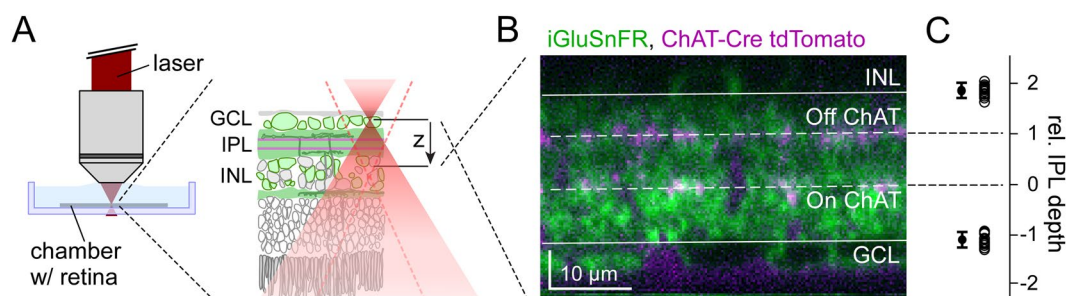 A
laser
chamber
w/ retina
GCL
IPL
INL
z
B
iGluSnFR, ChAT-Cre tdTomato
INL
Off ChAT
On ChAT
GCL
10 µm
C
2
1
0
-1
-2
rel. IPL depth